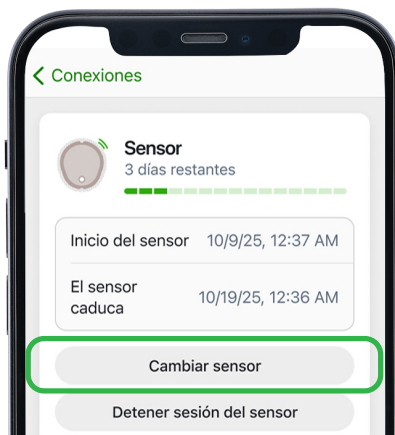 Conexiones
Sensor
3 días restantes
Inicio del sensor 10/9/25, 12:37 AM
El sensor
caduca
10/19/25, 12:36 AM
Cambiar sensor
Detener sesión del sensor